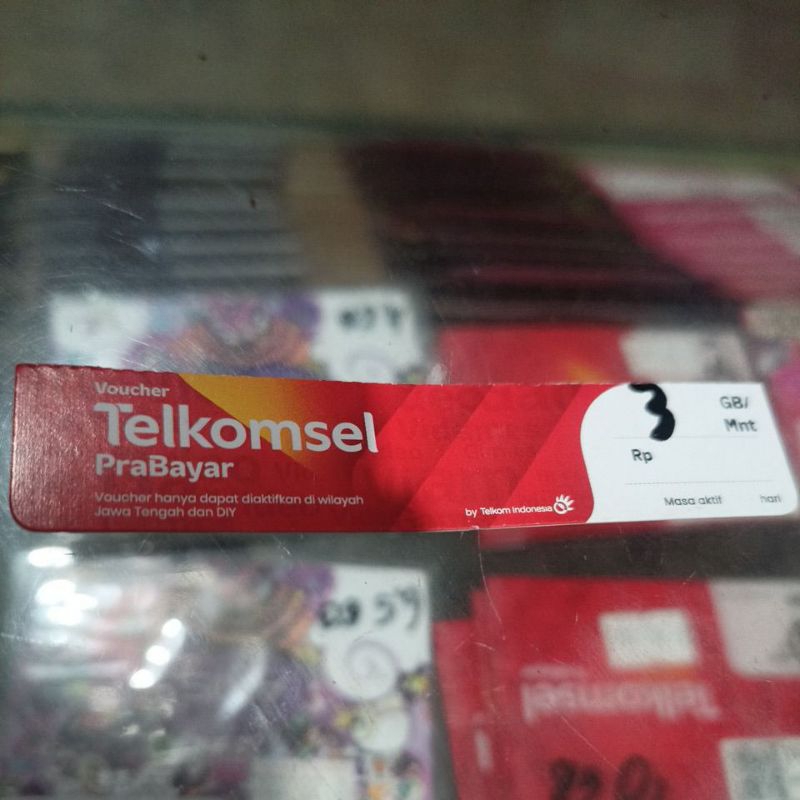 Voucher
Telkomsel
PraBayar
Voucher hanya dapat diaktifkan di wilayah
Jawa Tengah dan DIY
by Telkom Indonesia
3 GB/
Mnt
Rp
Masa aktif hari
Telkomsel